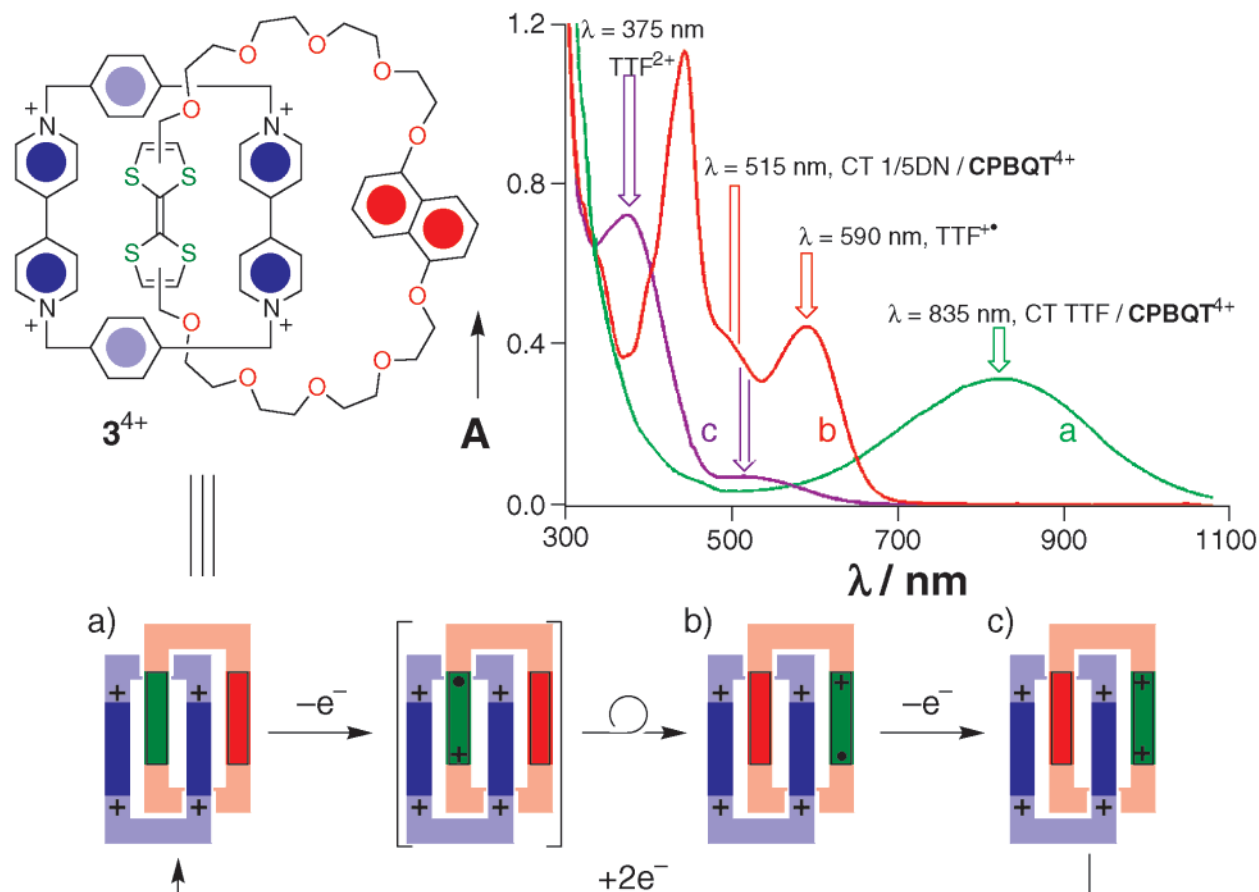 1.2
λ = 375 nm
TTF²⁺
O O O
O O
+ +
N N
S S
S S
N N
+ +
O
O
O O O
O
O
3⁴⁺
A
0.8
λ = 515 nm, CT 1/5DN / CPBQT⁴⁺
λ = 590 nm, TTF⁺•
λ = 835 nm, CT TTF / CPBQT⁴⁺
0.4
c b a
0.0
300 500 700 900 1100
λ / nm
a) b) c)
+ + • + + + + + +
–e⁻ –e⁻
+ + + + + + • + + +
+2e⁻